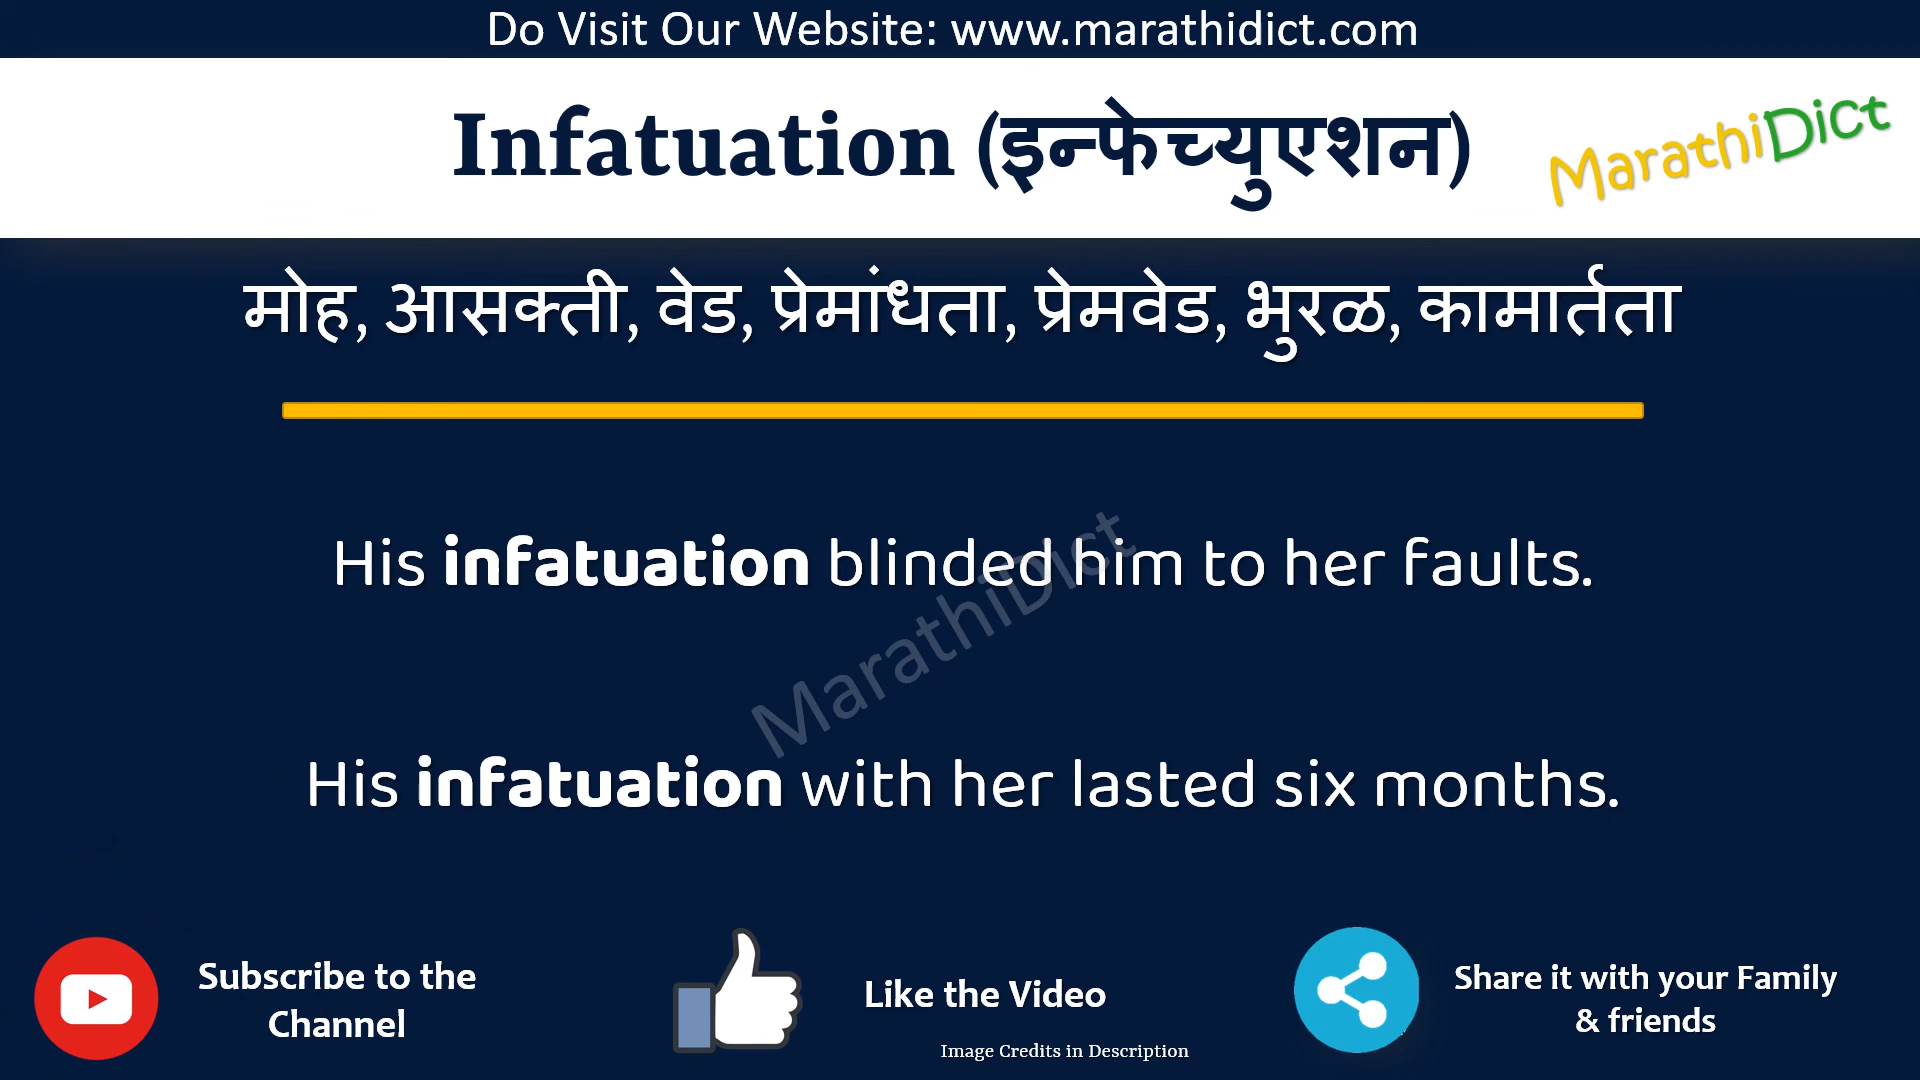 Do Visit Our Website: www.marathidict.com
Infatuation (इन्फेच्युएशन)
MarathiDict
मोह, आसक्ती, वेड, प्रेमांधता, प्रेमवेड, भुरळ, कामार्तता
His infatuation blinded him to her faults.
MarathiDict
His infatuation with her lasted six months.
Subscribe to the
Channel
Like the Video
Share it with your Family
& friends
Image Credits in Description